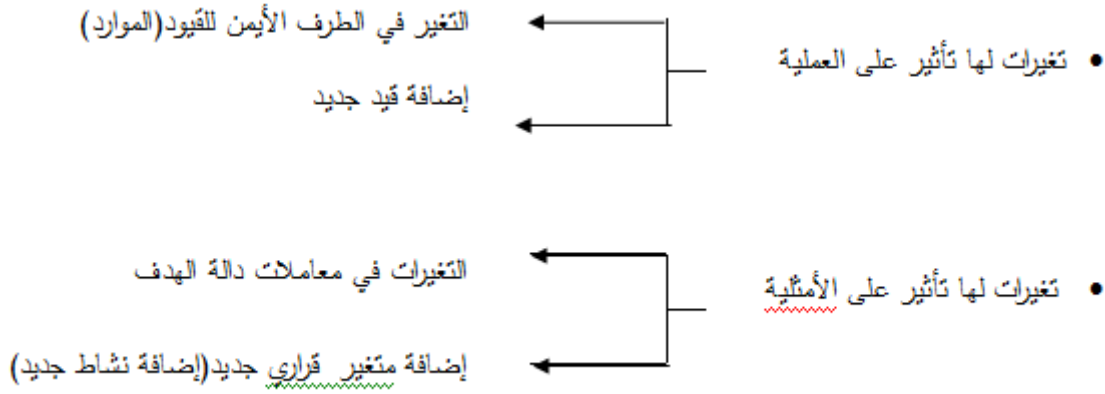 • تغيرات لها تأثير على العملية
التغير في الطرف الأيمن للقيود(الموارد)
إضافة قيد جديد
• تغيرات لها تأثير على الأمثلية
التغيرات في معاملات دالة الهدف
إضافة متغير قراري جديد(إضافة نشاط جديد)